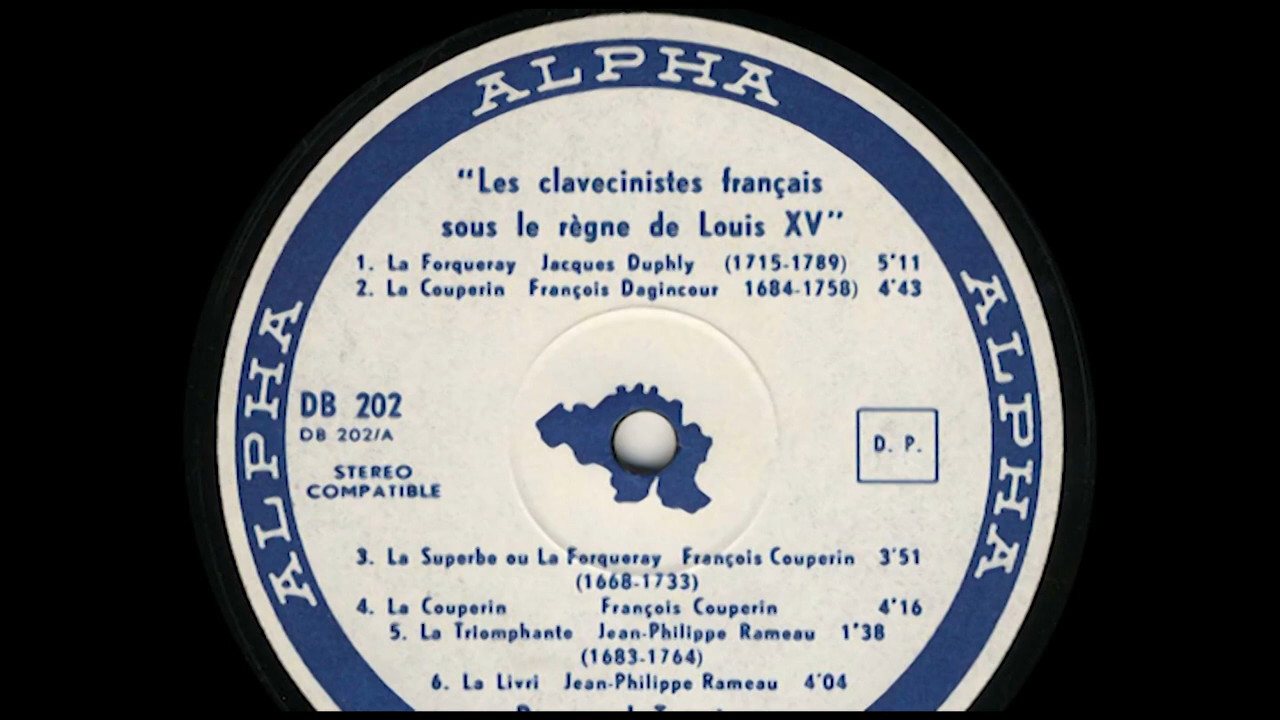 ALPHA
“Les clavecinistes français
sous le règne de Louis XV”
1. La Forqueray Jacques Duphly (1715-1789) 5'11
2. La Couperin François Dagincour 1684-1758) 4'43
ALPHA
ALPHA
DB 202
DB 202/A
STEREO
COMPATIBLE
D. P.
3. La Superbe ou La Forqueray François Couperin 3'51
(1668-1733)
4. La Couperin François Couperin 4'16
5. La Triomphante Jean-Philippe Rameau 1'38
(1683-1764)
6. La Livri Jean-Philippe Rameau 4'04